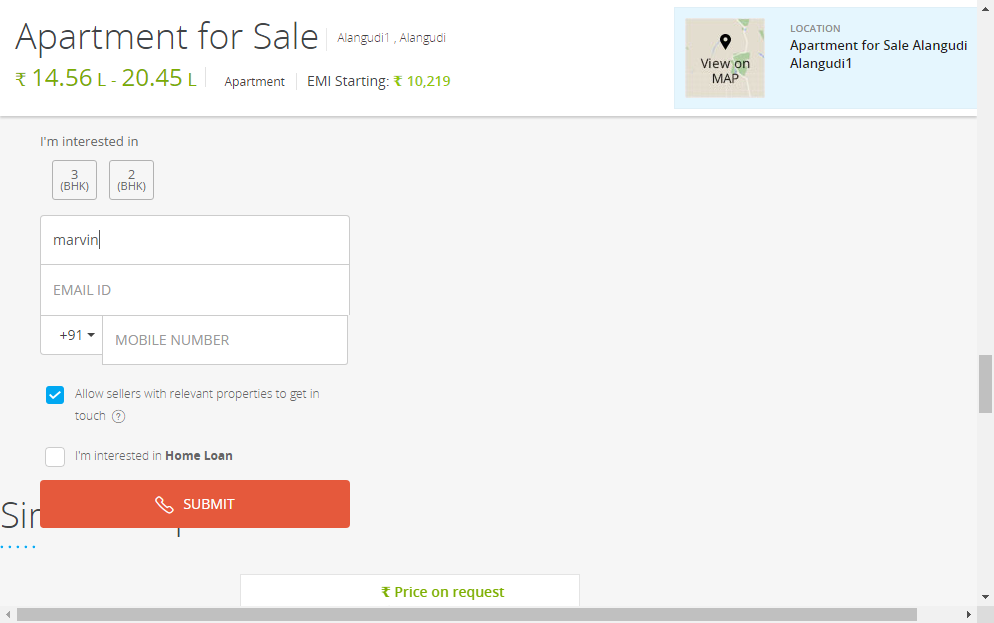 Apartment for Sale
Alangudi1 , Alangudi
₹ 14.56 L - 20.45 L
Apartment
EMI Starting: ₹ 10,219
View on
MAP
LOCATION
Apartment for Sale Alangudi
Alangudi1
I'm interested in
3
(BHK)
2
(BHK)
marvin
EMAIL ID
+91
MOBILE NUMBER
Allow sellers with relevant properties to get in
touch ?
I'm interested in Home Loan
SUBMIT
₹ Price on request